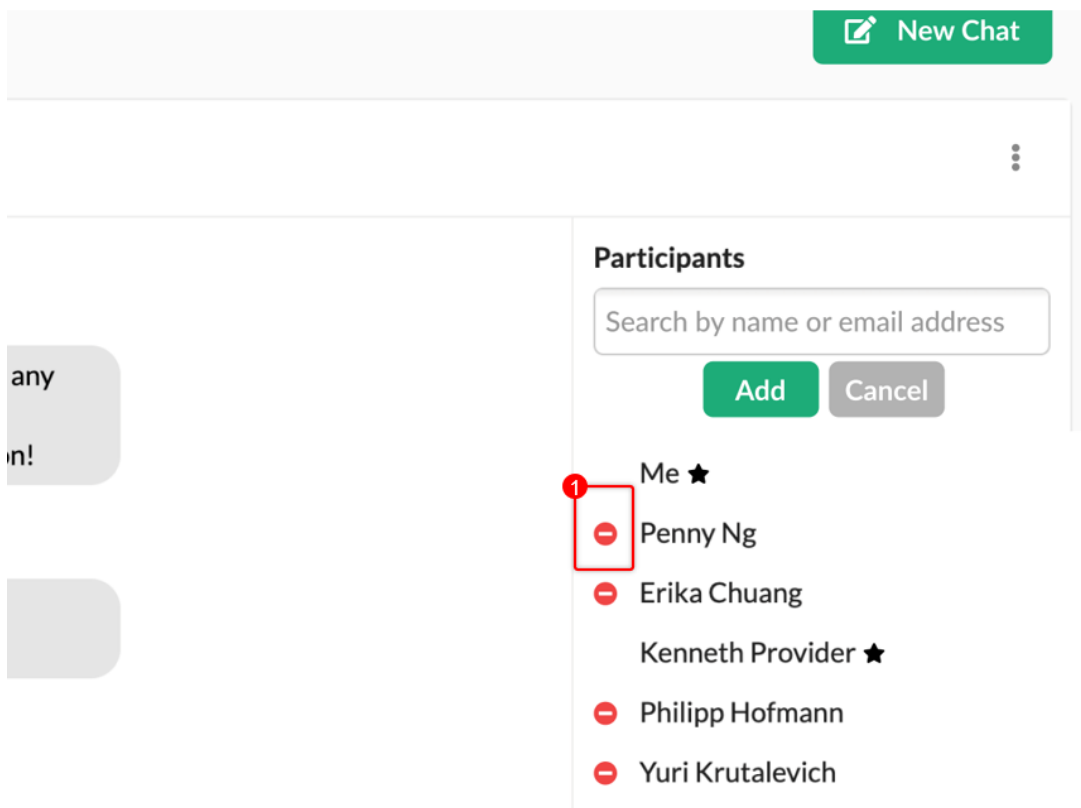 New Chat
Participants
Search by name or email address
any
Add Cancel
on!
1
Me
Penny Ng
Erika Chuang
Kenneth Provider
Philipp Hofmann
Yuri Krutalevich